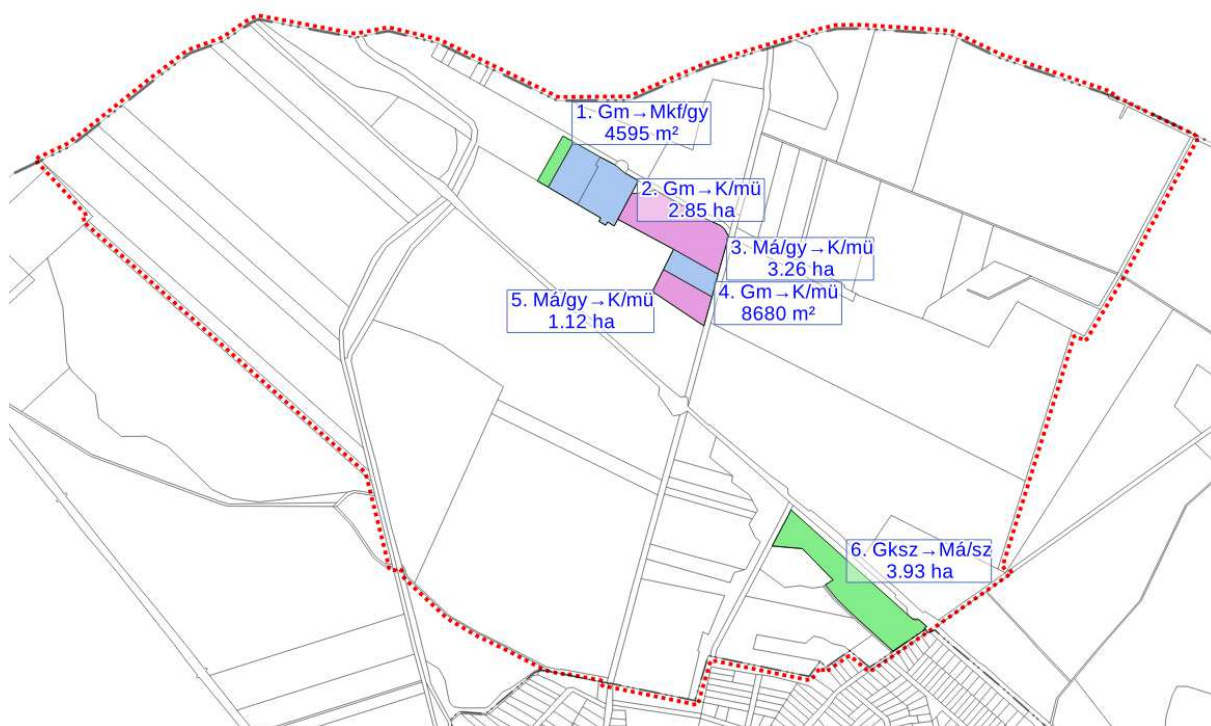 1. Gm→Mkf/gy
4595 m²
2. Gm→K/mü
2.85 ha
3. Má/gy→K/mü
3.26 ha
4. Gm→K/mü
8680 m²
5. Má/gy→K/mü
1.12 ha
6. Gksz→Má/sz
3.93 ha